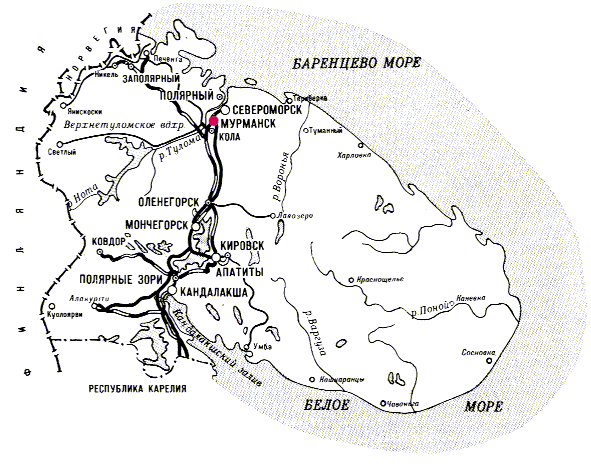 НОРВЕГИЯ
ФИНЛЯНДИЯ
БАРЕНЦЕВО МОРЕ
Печенга
Никель
ЗАПОЛЯРНЫЙ
ПОЛЯРНЫЙ
Янискоски
СЕВЕРОМОРСК
Териберка
Верхнетуломское вдхр.
МУРМАНСК
Туманный
КОЛА
Светлый
р.Тулома
Харловка
р.Воронья
р.Нота
ОЛЕНЕГОРСК
Ловозеро
МОНЧЕГОРСК
КОВДОР
КИРОВСК
АПАТИТЫ
ПОЛЯРНЫЕ ЗОРИ
Краснощелье
КАНДАЛАКША
Алакуртти
Каневка
Куолоярви
р.Поной
р.Варгуза
Кандалакшский залив
Умба
Сосновка
РЕСПУБЛИКА КАРЕЛИЯ
Кашкаранцы
Чаваньга
БЕЛОЕ МОРЕ